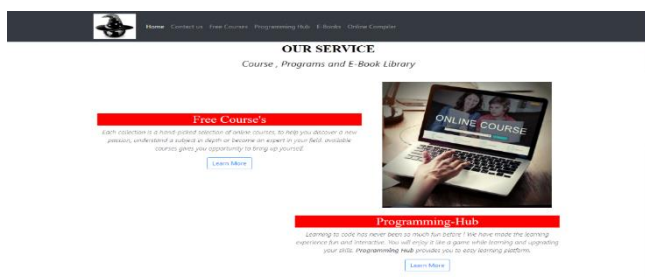 Home Contact us Free Courses Programming Hub E-Books Online Compiler
OUR SERVICE
Course , Programs and E-Book Library
Free Course's
Each collection is a hand-picked selection of online courses, to help you discover a new
passion, understand a subject in depth or become an expert in your field. available
courses gives you opportunity to bring up yourself.
Learn More
ONLINE COURSE
Programming-Hub
Learning to code has never been so much fun before ! We have made the learning
experience fun and interactive. You will enjoy it like a game while learning and upgrading
your skills. Programming Hub provides you to easy learning platform.
Learn More